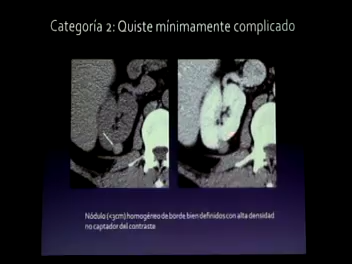 Categoría 2: Quiste mínimamente complicado
Nódulo (<3cm) homogéneo de borde bien definidos con alta densidad
no captador del contraste